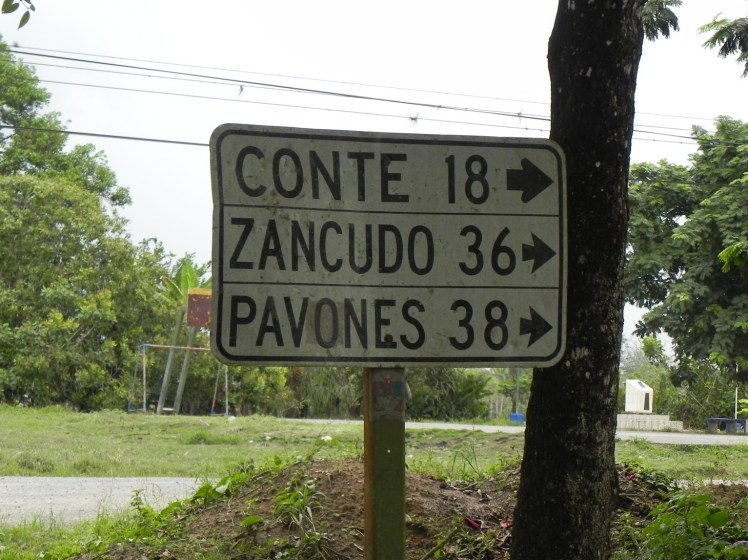 CONTE 18
ZANCUDO 36
PAVONES 38